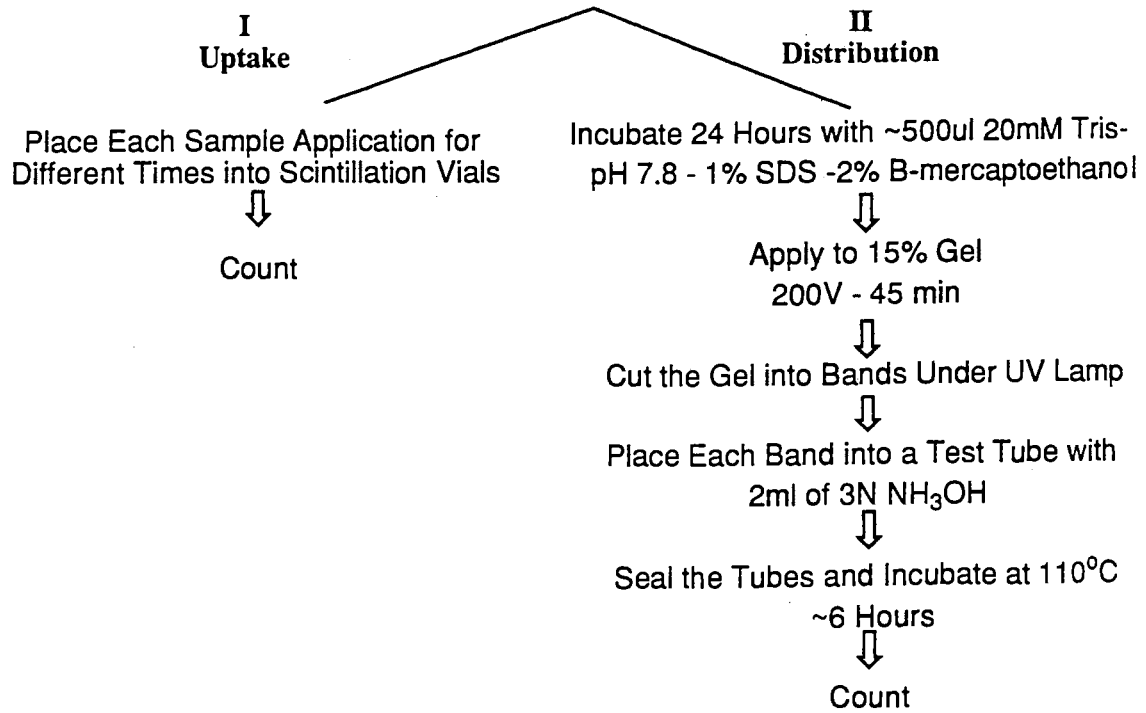 I
Uptake
Place Each Sample Application for
Different Times into Scintillation Vials
Count
II
Distribution
Incubate 24 Hours with ~500ul 20mM Tris-
pH 7.8 - 1% SDS -2% B-mercaptoethanol
Apply to 15% Gel
200V - 45 min
Cut the Gel into Bands Under UV Lamp
Place Each Band into a Test Tube with
2ml of 3N NH₃OH
Seal the Tubes and Incubate at 110°C
~6 Hours
Count